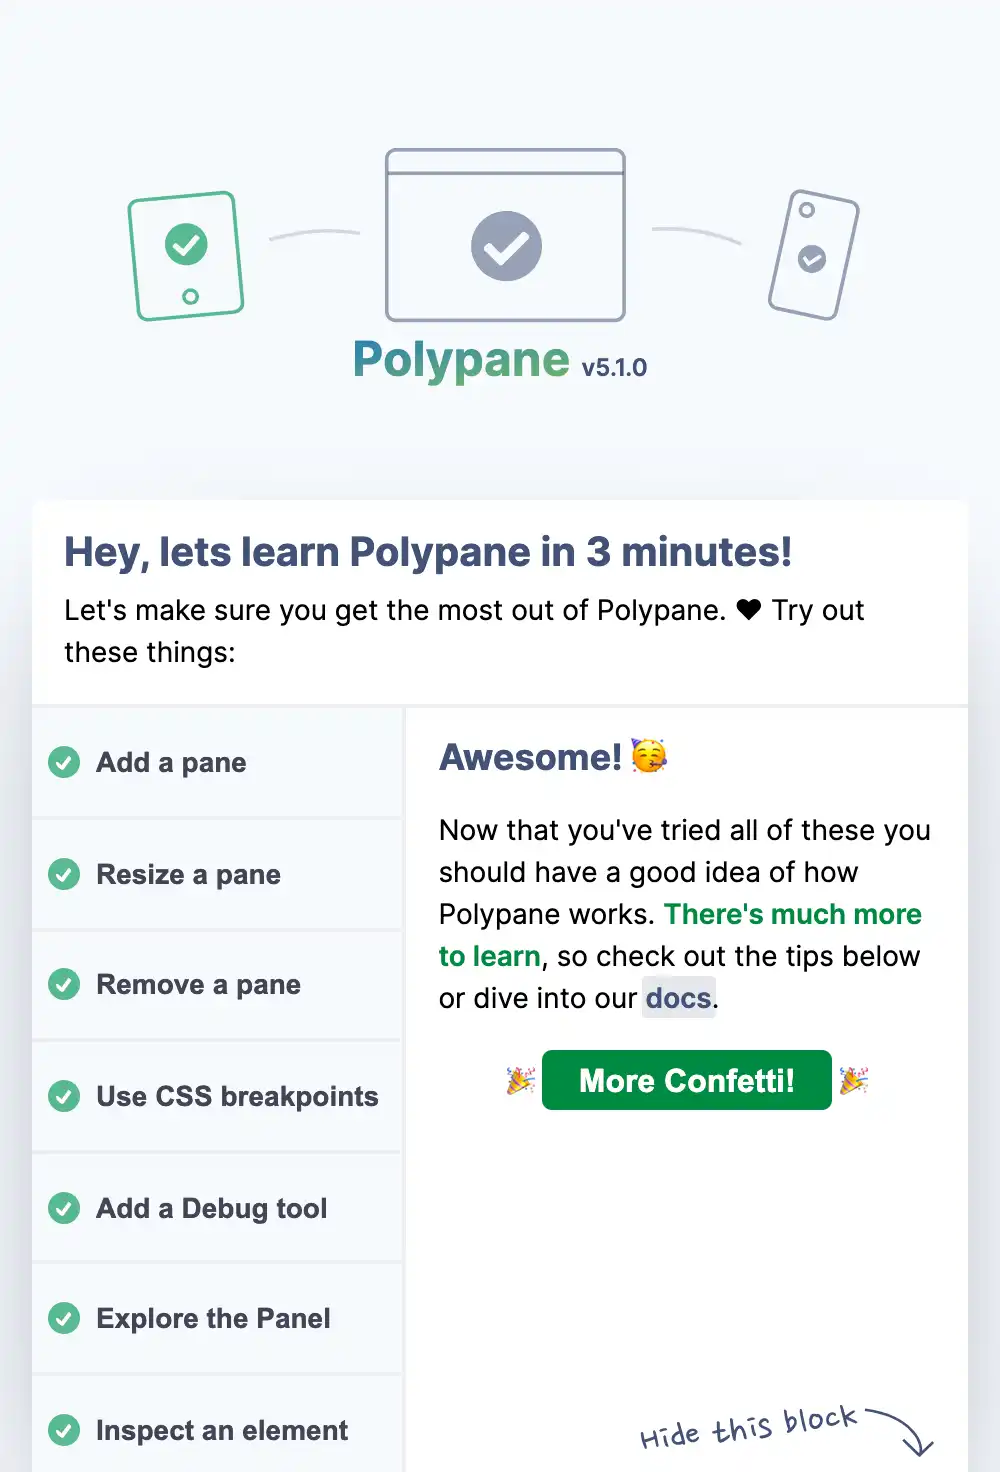 Polypane v5.1.0
Hey, lets learn Polypane in 3 minutes!
Let's make sure you get the most out of Polypane. ♥ Try out
these things:
Add a pane
Resize a pane
Remove a pane
Use CSS breakpoints
Add a Debug tool
Explore the Panel
Inspect an element
Awesome! 🥳
Now that you've tried all of these you
should have a good idea of how
Polypane works. There's much more
to learn, so check out the tips below
or dive into our docs.
🎉 More Confetti! 🎉
Hide this block